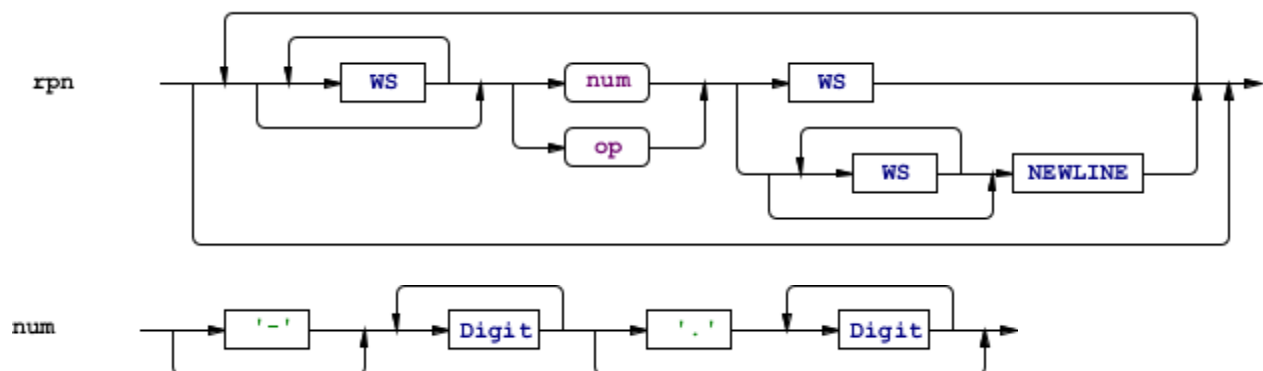 rpn WS num WS
op
WS NEWLINE
num '-' Digit '.' Digit